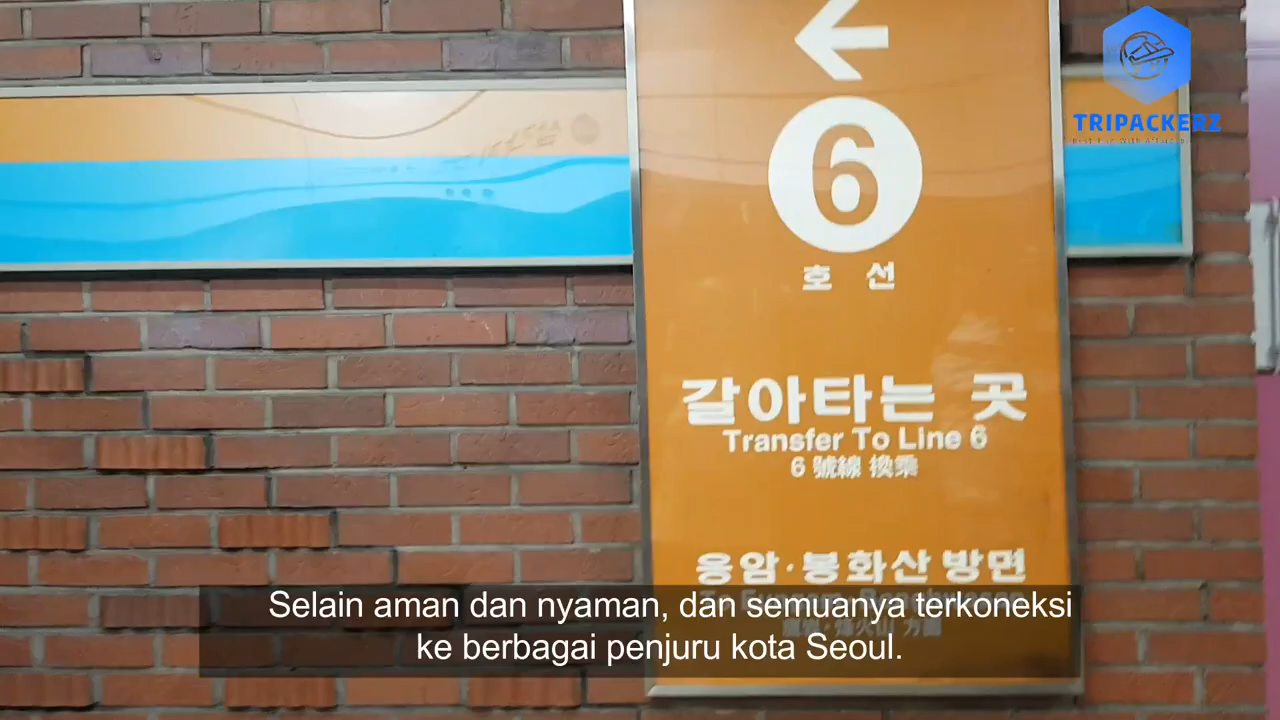 TRIPACKERZ
6
호 선
갈아타는 곳
Transfer To Line 6
6 號線 換乘
응암·봉화산 방면
Selain aman dan nyaman, dan semuanya terkoneksi
ke berbagai penjuru kota Seoul.